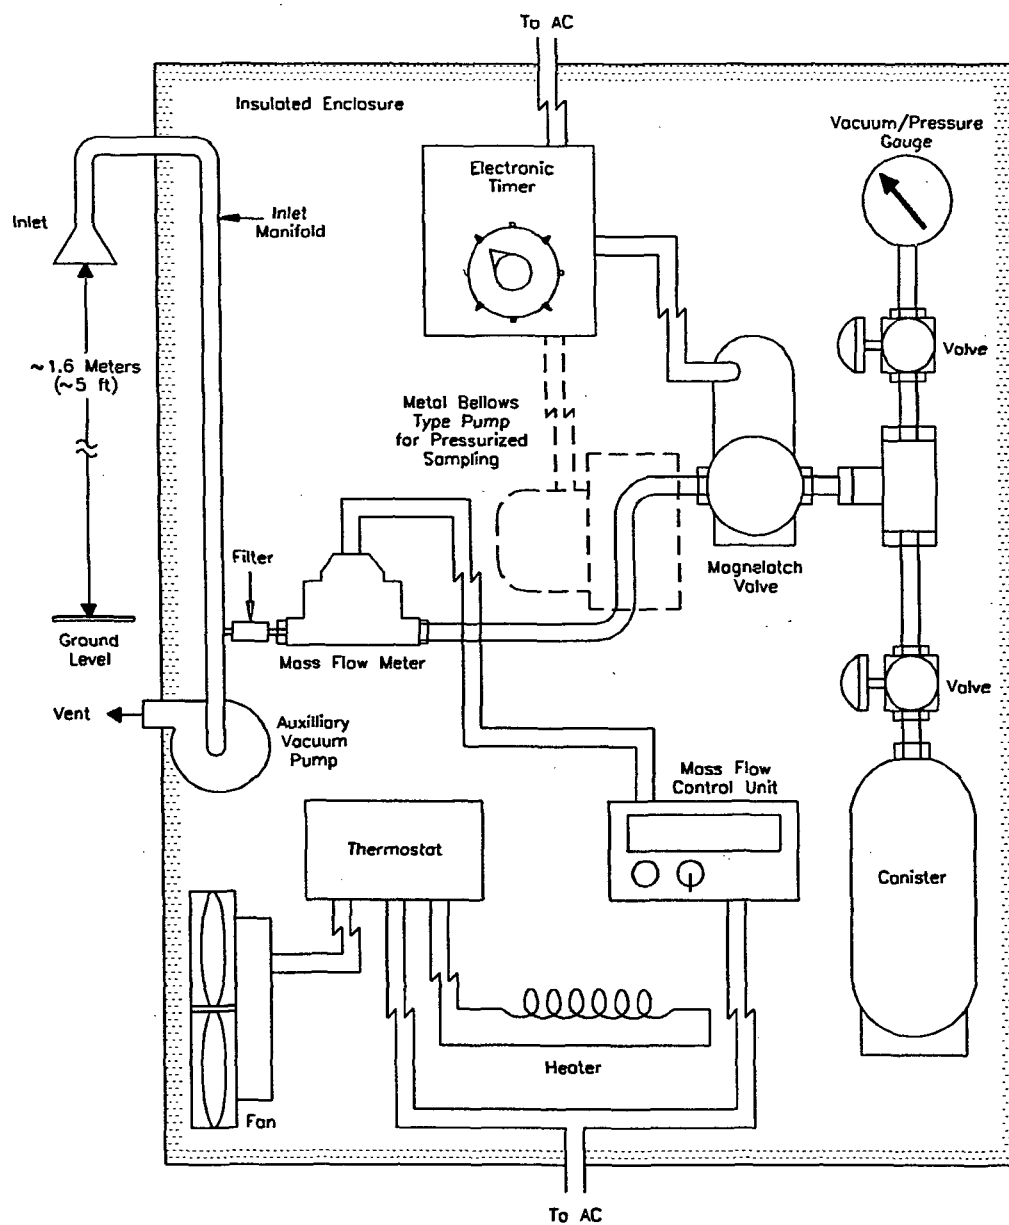 To AC
Insulated Enclosure
Vacuum/Pressure
Gauge
Electronic
Timer
Inlet
Inlet
Manifold
~1.6 Meters
(~5 ft)
Valve
Metal Bellows
Type Pump
for Pressurized
Sampling
Filter
Magnelatch
Valve
Ground
Level
Mass Flow Meter
Valve
Vent
Auxilliary
Vacuum
Pump
Mass Flow
Control Unit
Thermostat
Canister
Heater
Fan
To AC